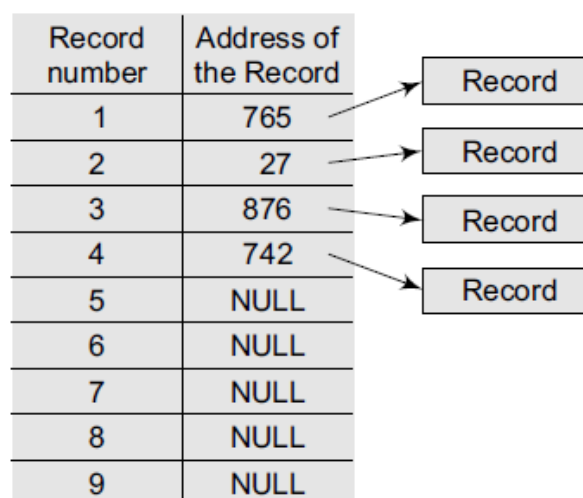 Record number Address of the Record
1 765 Record
2 27 Record
3 876 Record
4 742 Record
5 NULL
6 NULL
7 NULL
8 NULL
9 NULL